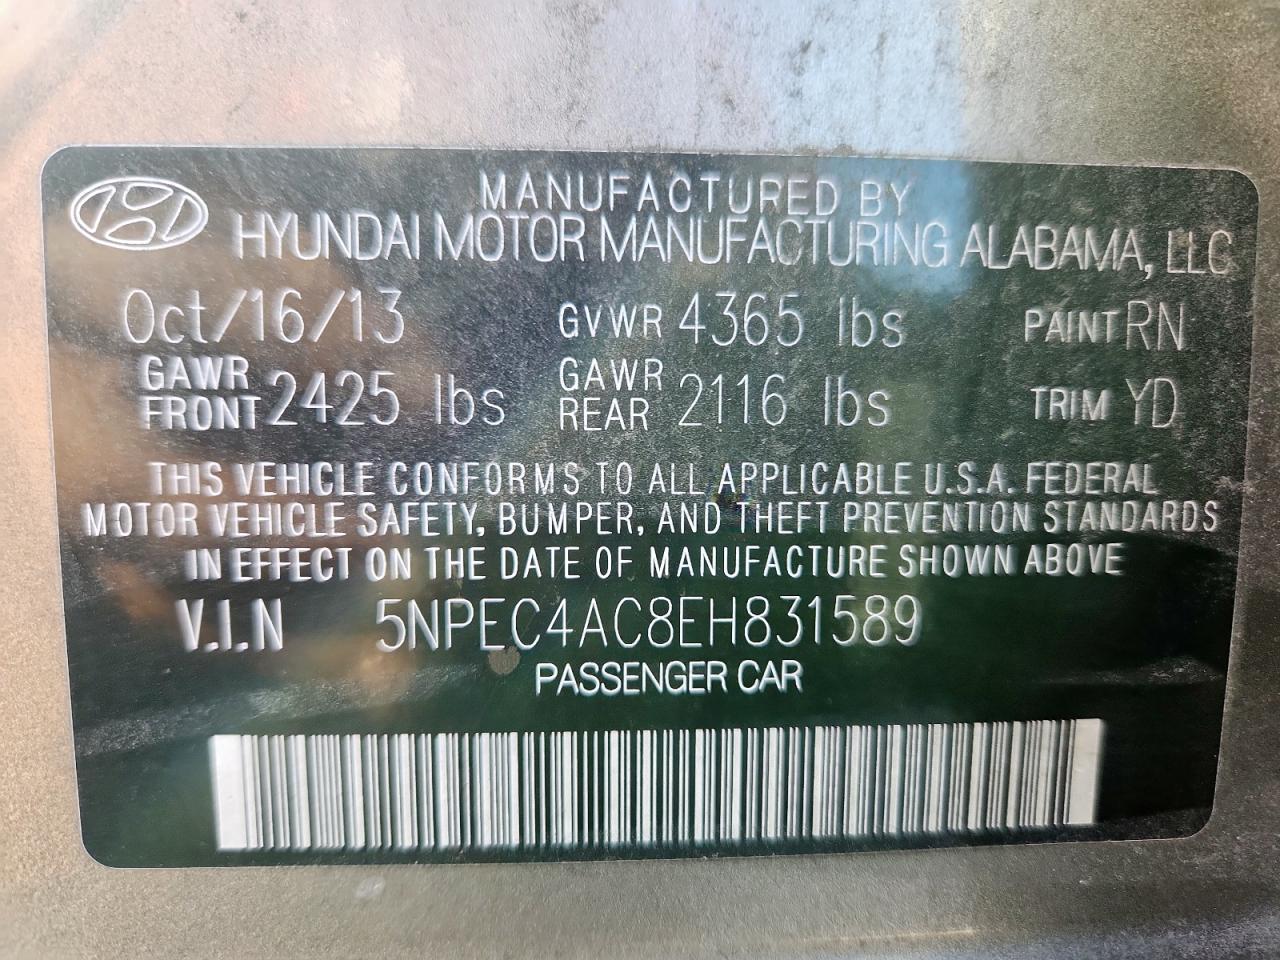 MANUFACTURED BY
HYUNDAI MOTOR MANUFACTURING ALABAMA, LLC
Oct/16/13 GVWR 4365 lbs PAINT RN
GAWR FRONT 2425 lbs GAWR REAR 2116 lbs TRIM YD
THIS VEHICLE CONFORMS TO ALL APPLICABLE U.S.A. FEDERAL
MOTOR VEHICLE SAFETY, BUMPER, AND THEFT PREVENTION STANDARDS
IN EFFECT ON THE DATE OF MANUFACTURE SHOWN ABOVE
V.I.N 5NPEC4AC8EH831589
PASSENGER CAR